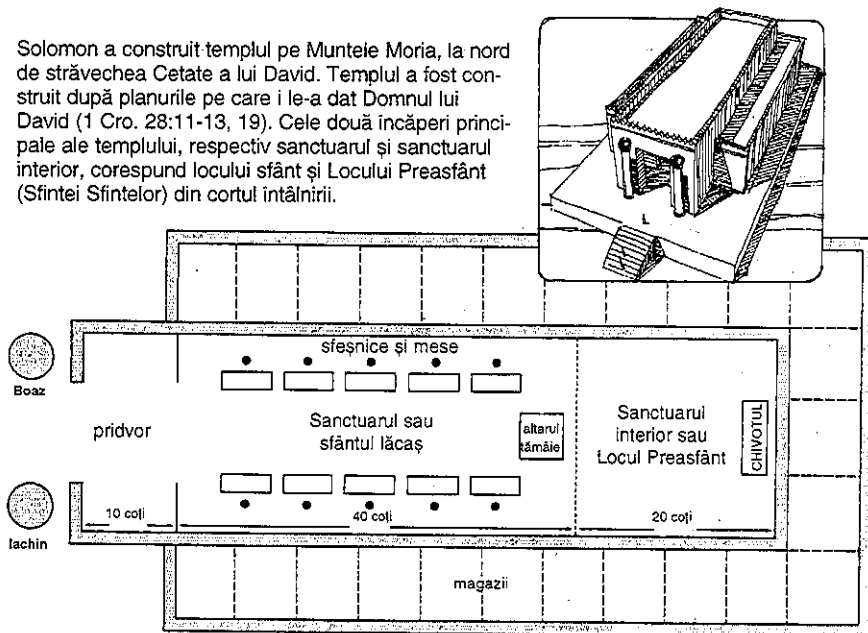 Solomon a construit templul pe Muntele Moria, la nord
de străvechea Cetate a lui David. Templul a fost con-
struit după planurile pe care i le-a dat Domnul lui
David (1 Cro. 28:11-13, 19). Cele două încăperi princi-
pale ale templului, respectiv sanctuarul și sanctuarul
interior, corespund locului sfânt și Locului Preasfânt
(Sfintei Sfintelor) din cortul întâlnirii.
L
sfeșnice și mese
Boaz
pridvor
Sanctuarul sau
sfântul lăcaș
altarul
tămâie
Sanctuarul
interior sau
Locul Preasfânt
CHIVOTUL
10 coți
40 coți
20 coți
Iachin
magazii